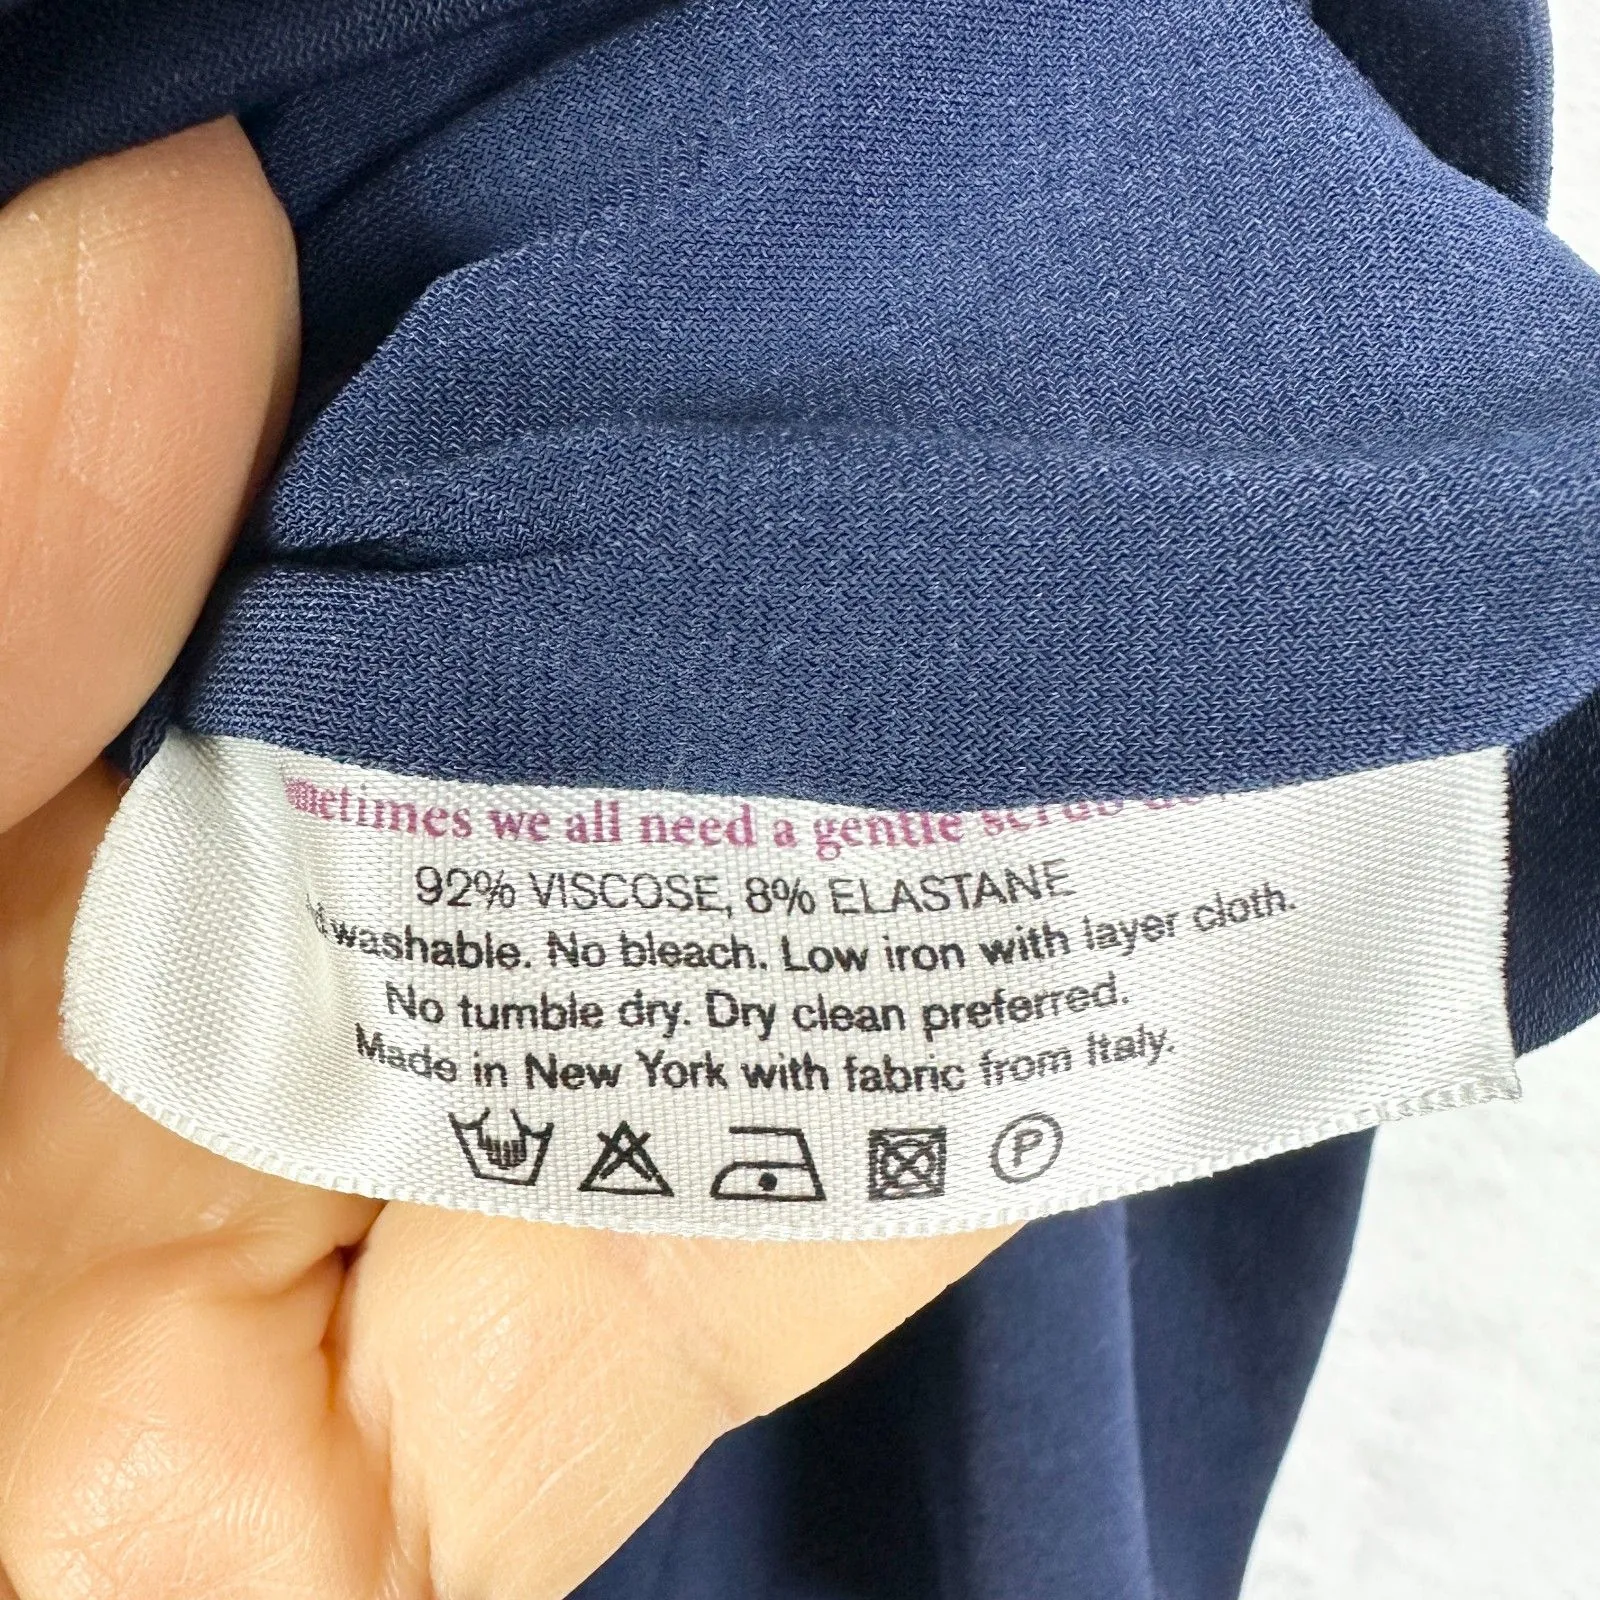 we all need a gentle scrub
92% VISCOSE, 8% ELASTANE
washable. No bleach. Low iron with layer cloth.
No tumble dry. Dry clean preferred.
Made in New York with fabric from Italy.
P